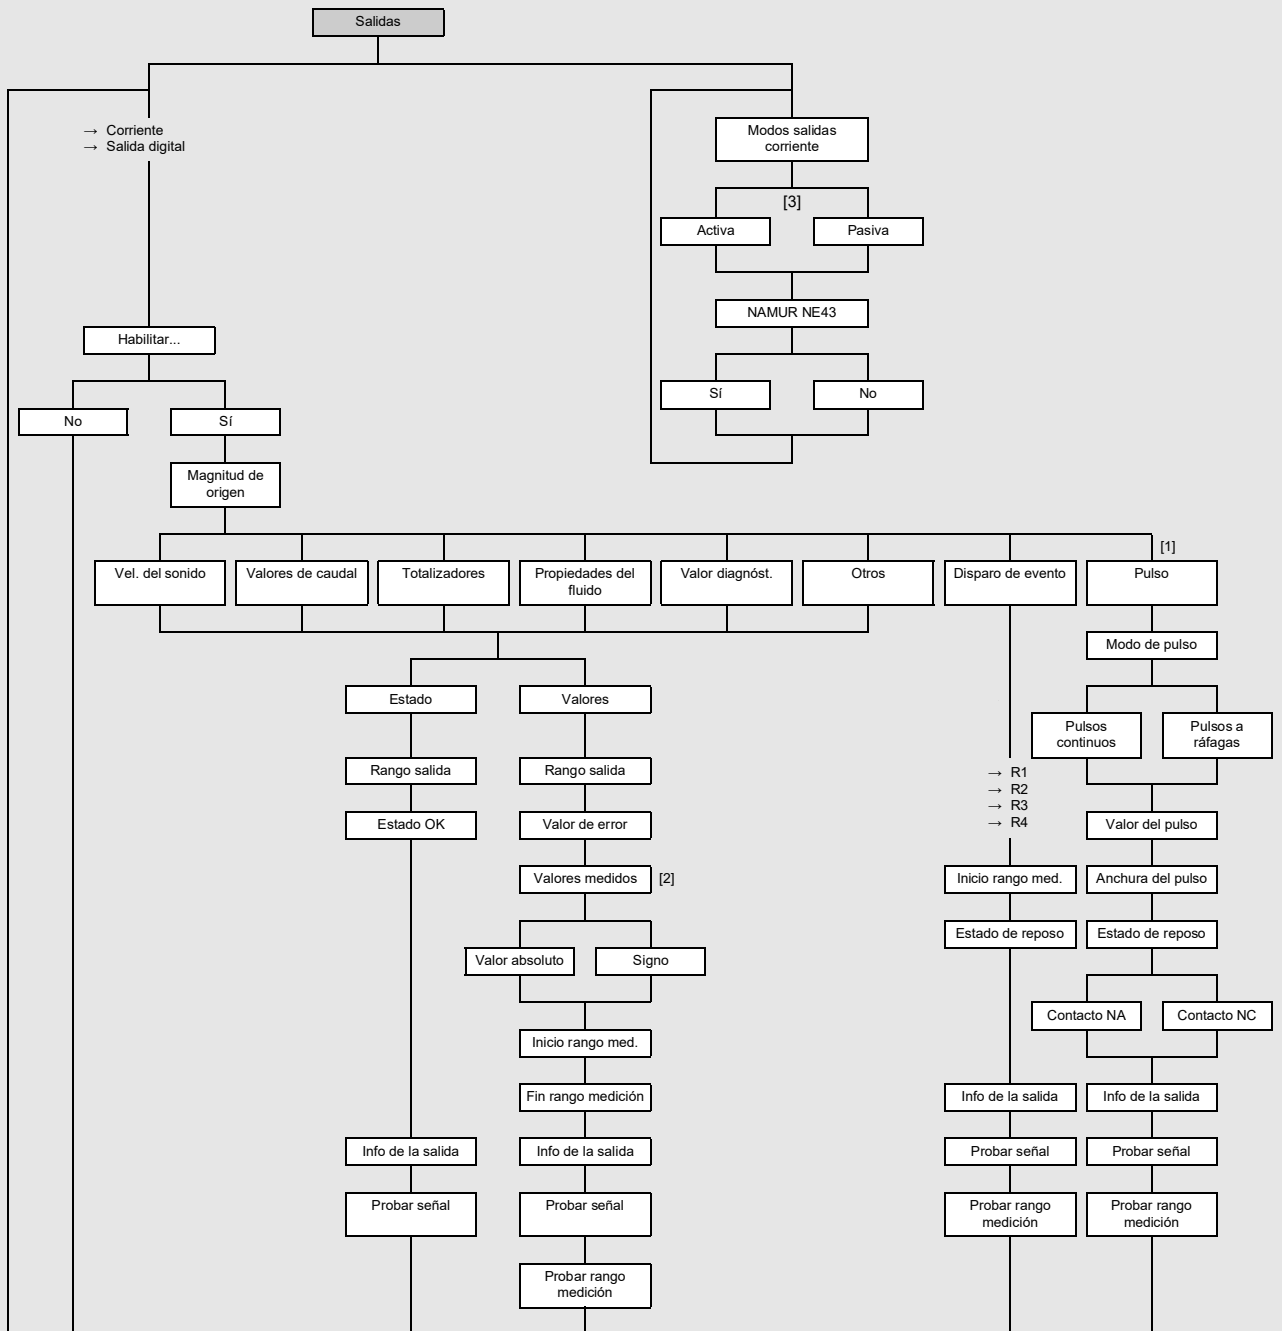 Salidas
→ Corriente
→ Salida digital
Modos salidas
corriente
[3]
Activa
Pasiva
NAMUR NE43
Habilitar...
Sí
No
No
Sí
Magnitud de
origen
[1]
Vel. del sonido
Valores de caudal
Totalizadores
Propiedades del
fluido
Valor diagnóst.
Otros
Disparo de evento
Pulso
Modo de pulso
Estado
Valores
Pulsos
continuos
Pulsos a
ráfagas
Rango salida
Rango salida
→ R1
→ R2
→ R3
→ R4
Estado OK
Valor de error
Valor del pulso
Valores medidos
[2]
Inicio rango med.
Anchura del pulso
Estado de reposo
Estado de reposo
Valor absoluto
Signo
Contacto NA
Contacto NC
Inicio rango med.
Fin rango medición
Info de la salida
Info de la salida
Info de la salida
Info de la salida
Probar señal
Probar señal
Probar señal
Probar señal
Probar rango
medición
Probar rango
medición
Probar rango
medición